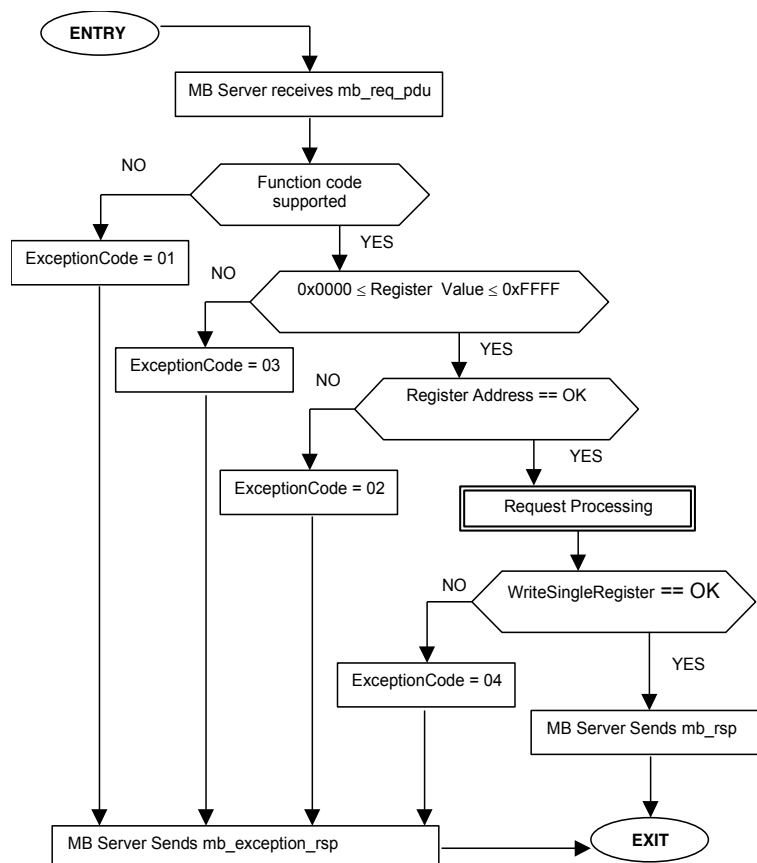 ENTRY
MB Server receives mb_req_pdu
NO
Function code
supported
YES
ExceptionCode = 01
NO
0x0000 ≤ Register Value ≤ 0xFFFF
YES
ExceptionCode = 03
NO
Register Address == OK
YES
ExceptionCode = 02
Request Processing
NO
WriteSingleRegister == OK
YES
ExceptionCode = 04
MB Server Sends mb_rsp
MB Server Sends mb_exception_rsp
EXIT